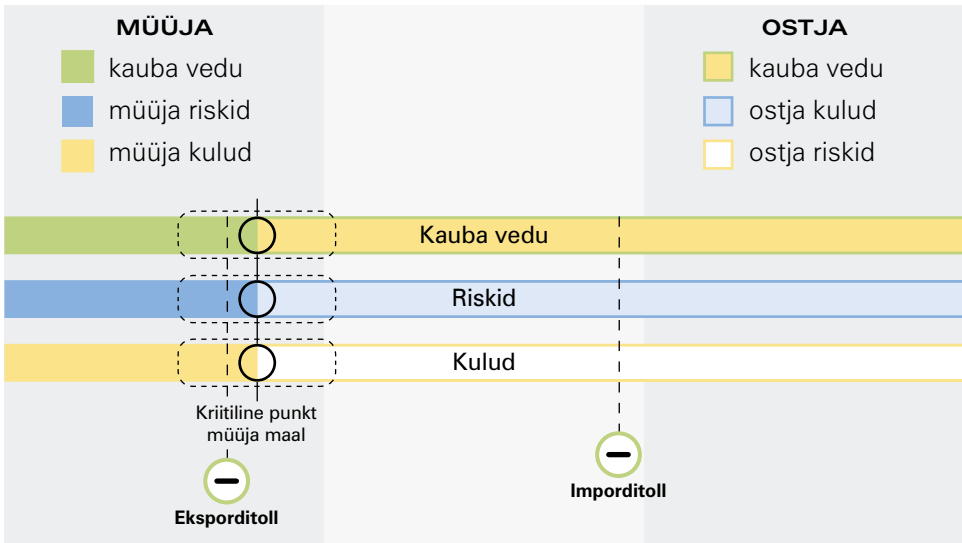 MÜÜJA
kauba vedu
müüja riskid
müüja kulud
OSTJA
kauba vedu
ostja kulud
ostja riskid
Kauba vedu
Riskid
Kulud
Kriitiline punkt
müüja maal
Eksporditoll
Imporditoll